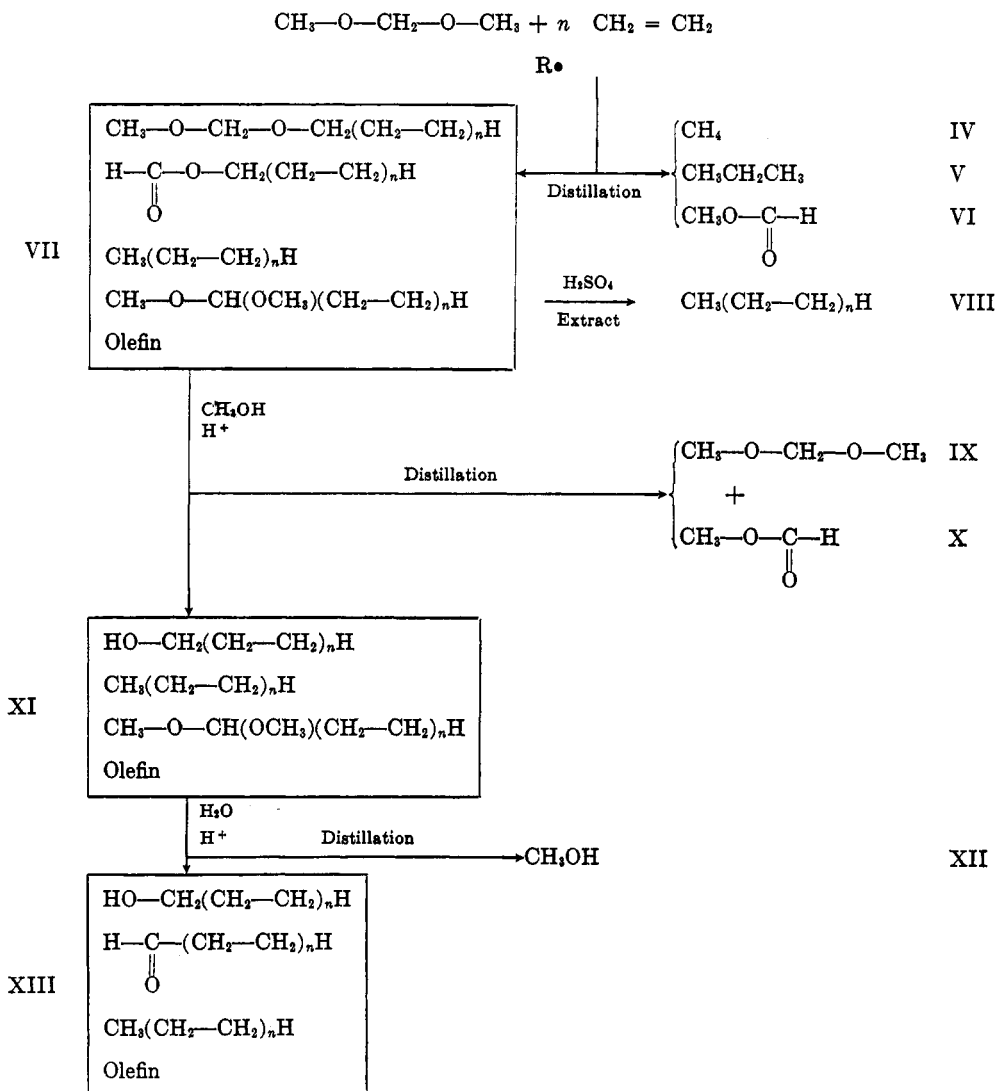 CH₃—O—CH₂—O—CH₃ + n CH₂ = CH₂
R•
CH₃—O—CH₂—O—CH₂(CH₂—CH₂)ₙH
H—C—O—CH₂(CH₂—CH₂)ₙH
O
VII
CH₃(CH₂—CH₂)ₙH
CH₃—O—CH(OCH₃)(CH₂—CH₂)ₙH
Olefin
Distillation
CH₄ IV
CH₃CH₂CH₃ V
CH₃O—C—H VI
O
H₂SO₄
Extract
CH₃(CH₂—CH₂)ₙH VIII
CH₃OH
H⁺
Distillation
CH₃—O—CH₂—O—CH₃ IX
+
CH₃—O—C—H X
O
XI
HO—CH₂(CH₂—CH₂)ₙH
CH₃(CH₂—CH₂)ₙH
CH₃—O—CH(OCH₃)(CH₂—CH₂)ₙH
Olefin
H₂O
H⁺
Distillation
CH₃OH XII
XIII
HO—CH₂(CH₂—CH₂)ₙH
H—C—(CH₂—CH₂)ₙH
O
CH₃(CH₂—CH₂)ₙH
Olefin